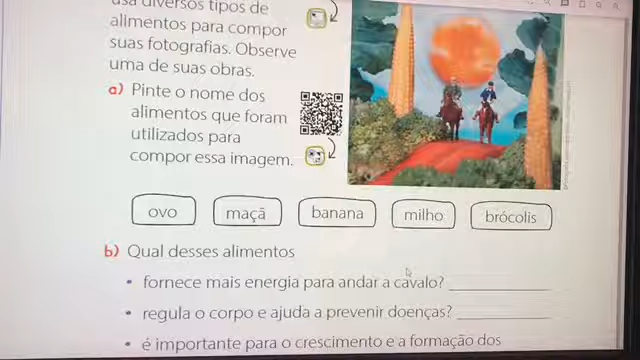 usa diversos tipos de
alimentos para compor
suas fotografias. Observe
uma de suas obras.
a) Pinte o nome dos
alimentos que foram
utilizados para
compor essa imagem.
ovo
maçã
banana
milho
brócolis
b) Qual desses alimentos
• fornece mais energia para andar a cavalo?
• regula o corpo e ajuda a prevenir doenças?
• é importante para o crescimento e a formação dos